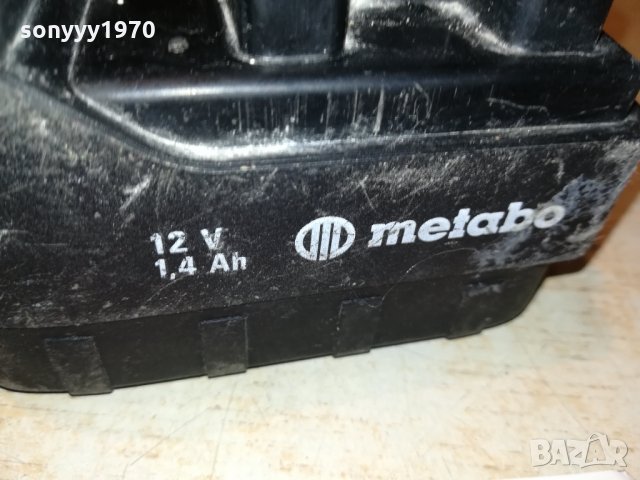 sonyyy1970
12 V
1,4 Ah
metabo
BAZAR